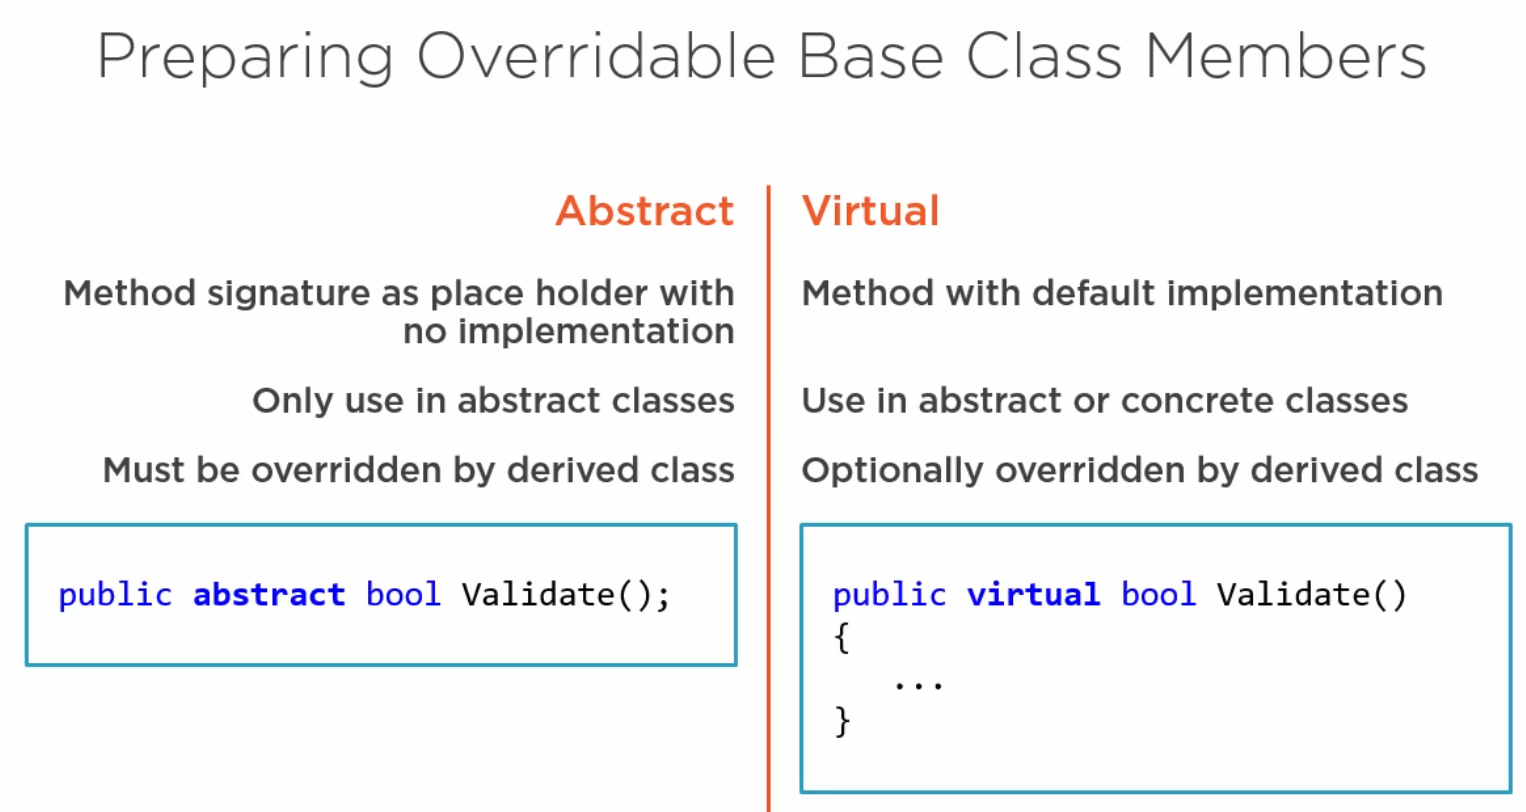 Preparing Overridable Base Class Members
Abstract
Method signature as place holder with
no implementation
Only use in abstract classes
Must be overridden by derived class
public abstract bool Validate();
Virtual
Method with default implementation
Use in abstract or concrete classes
Optionally overridden by derived class
public virtual bool Validate()
{
...
}